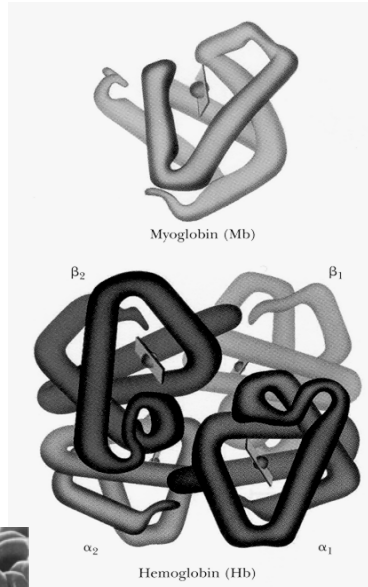 Myoglobin (Mb)
β₂ β₁
α₂ α₁
Hemoglobin (Hb)